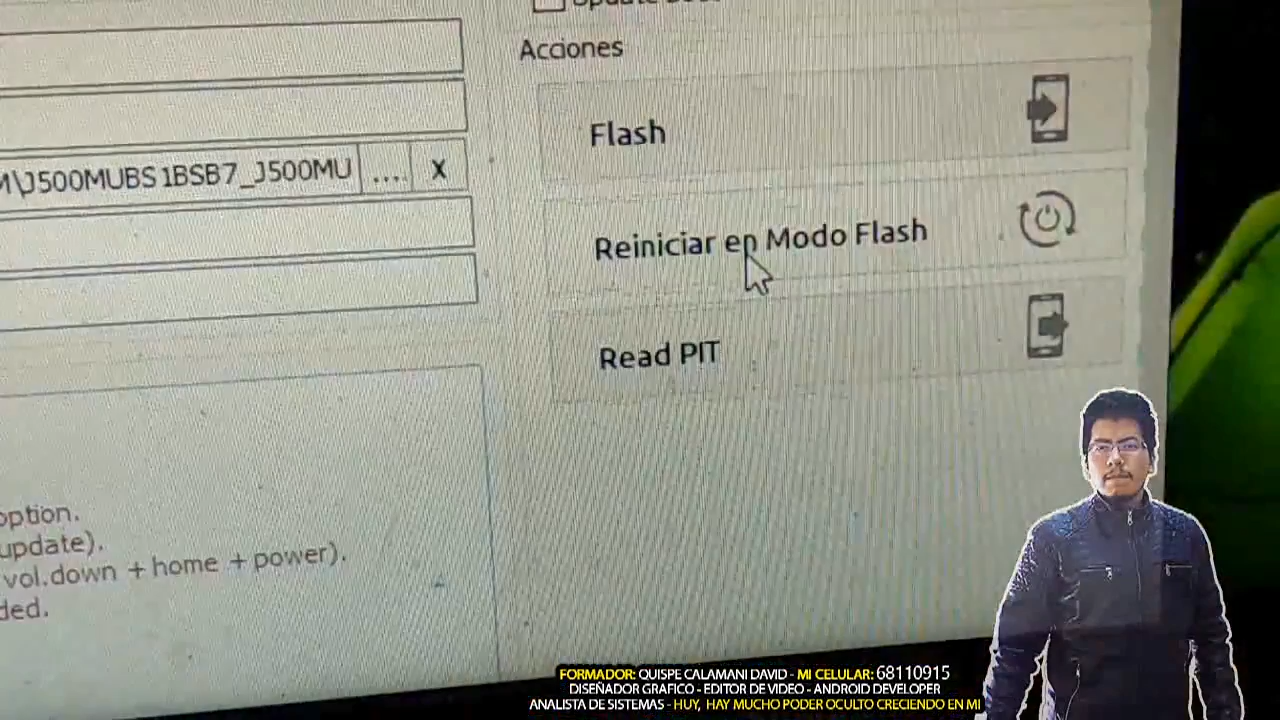 Acciones
Flash
M\J500MUBS1BSB7_J500MU .... X
Reiniciar en Modo Flash
Read PIT
option.
update).
vol.down + home + power).
ded.
FORMADOR: QUISPE CALAMANI DAVID - MI CELULAR: 68110915
DISEÑADOR GRAFICO - EDITOR DE VIDEO - ANDROID DEVELOPER
ANALISTA DE SISTEMAS - HUY, HAY MUCHO PODER OCULTO CRECIENDO EN MI